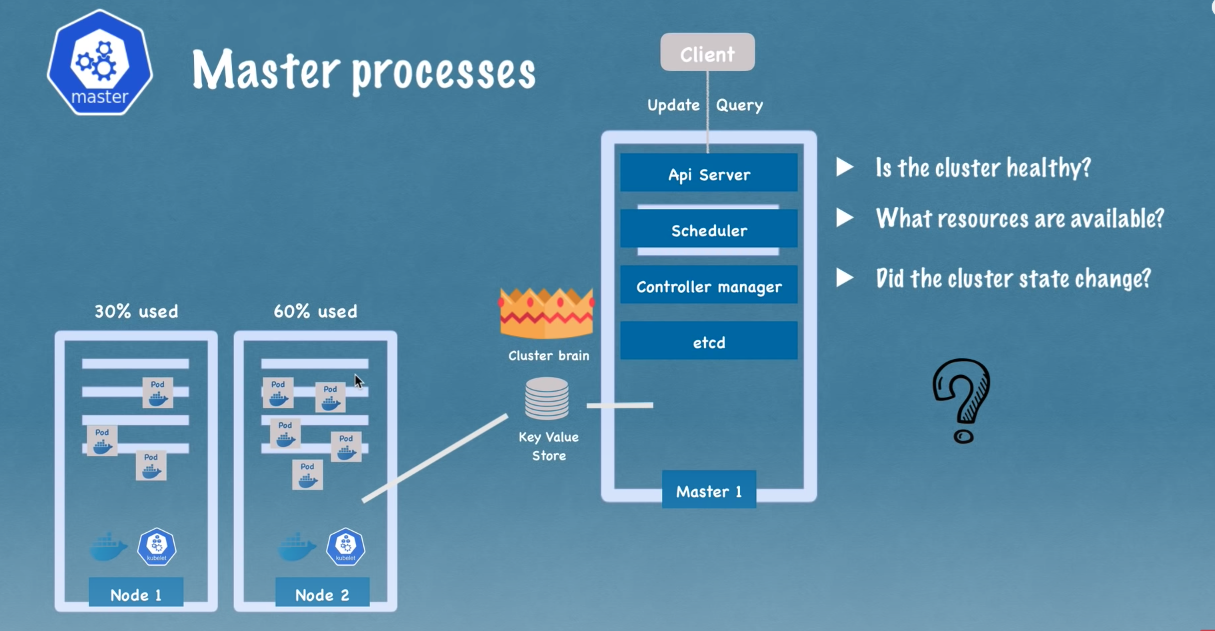 master
Master processes
Client
Update
Query
Api Server
Scheduler
Controller manager
etcd
Master 1
Is the cluster healthy?
What resources are available?
Did the cluster state change?
?
Cluster brain
Key Value
Store
30% used
Pod
Pod
Pod
kubelet
Node 1
60% used
Pod
Pod
Pod
Pod
Pod
kubelet
Node 2